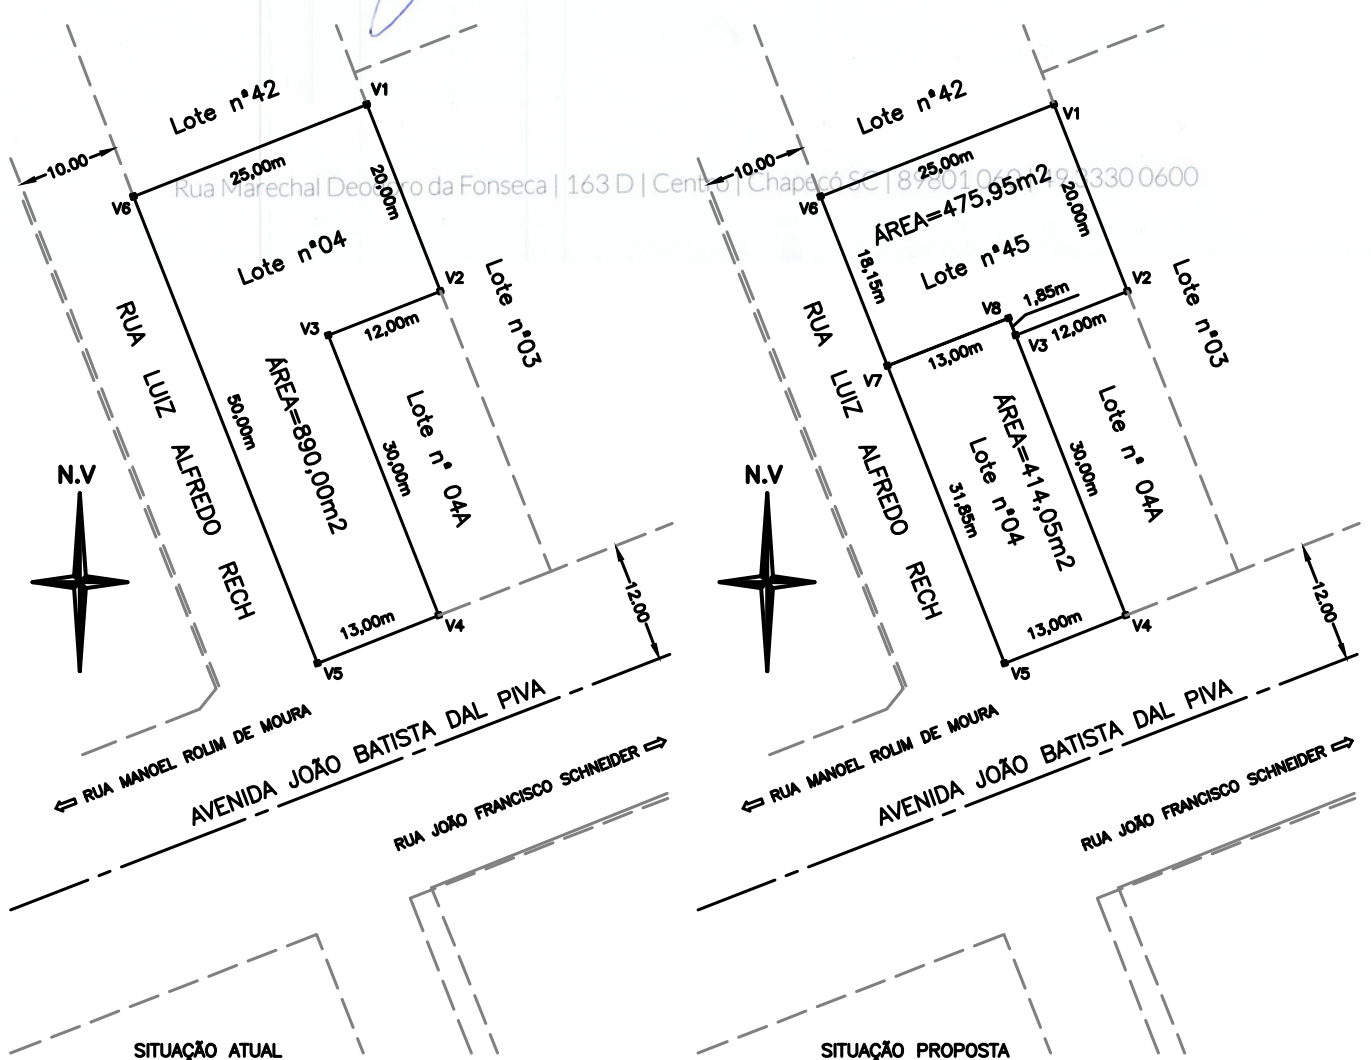 Lote nº42
V1
10.00
25,00m
20,00m
V6
Lote nº04
V2
V3
12,00m
Lote nº03
RUA LUIZ ALFREDO RECH
50,00m
ÁREA=890,00m2
30,00m
Lote nº 04A
N.V
13,00m
V4
V5
12.00
RUA MANOEL ROLIM DE MOURA
AVENIDA JOÃO BATISTA DAL PIVA
RUA JOÃO FRANCISCO SCHNEIDER
SITUAÇÃO ATUAL
Rua Marechal Deodoro da Fonseca | 163 D | Centro | Chapecó SC | 89801 060 | 49 3330 0600
Lote nº42
V1
10.00
25,00m
ÁREA=475,95m2
20,00m
V6
18,15m
Lote nº45
V2
V8
1,85m
V3
12,00m
Lote nº03
V7
13,00m
RUA LUIZ ALFREDO RECH
ÁREA=414,05m2
Lote nº04
31,85m
30,00m
Lote nº 04A
N.V
13,00m
V4
V5
12.00
RUA MANOEL ROLIM DE MOURA
AVENIDA JOÃO BATISTA DAL PIVA
RUA JOÃO FRANCISCO SCHNEIDER
SITUAÇÃO PROPOSTA